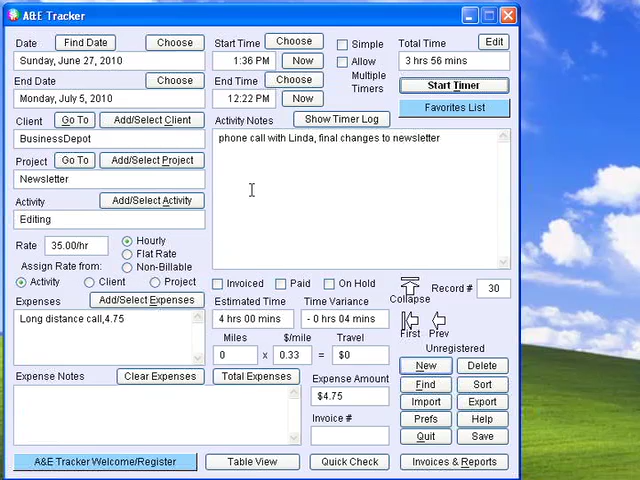 A&E Tracker
Date
Find Date
Choose
Sunday, June 27, 2010
End Date
Choose
Monday, July 5, 2010
Client
Go To
Add/Select Client
BusinessDepot
Project
Go To
Add/Select Project
Newsletter
Activity
Add/Select Activity
Editing
Rate
35.00/hr
Hourly
Flat Rate
Non-Billable
Assign Rate from:
Activity
Client
Project
Expenses
Add/Select Expenses
Long distance call,4.75
Expense Notes
Clear Expenses
Start Time
Choose
1:36 PM
Now
End Time
Choose
12:22 PM
Now
Simple
Allow
Multiple
Timers
Total Time
Edit
3 hrs 56 mins
Start Timer
Favorites List
Activity Notes
Show Timer Log
phone call with Linda, final changes to newsletter
Invoiced
Paid
On Hold
Collapse
Record #
30
Estimated Time
Time Variance
4 hrs 00 mins
- 0 hrs 04 mins
First
Prev
Miles
$/mile
Travel
0
x
0.33
=
$0
Total Expenses
Expense Amount
$4.75
Invoice #
Unregistered
New
Delete
Find
Sort
Import
Export
Prefs
Help
Quit
Save
A&E Tracker Welcome/Register
Table View
Quick Check
Invoices & Reports